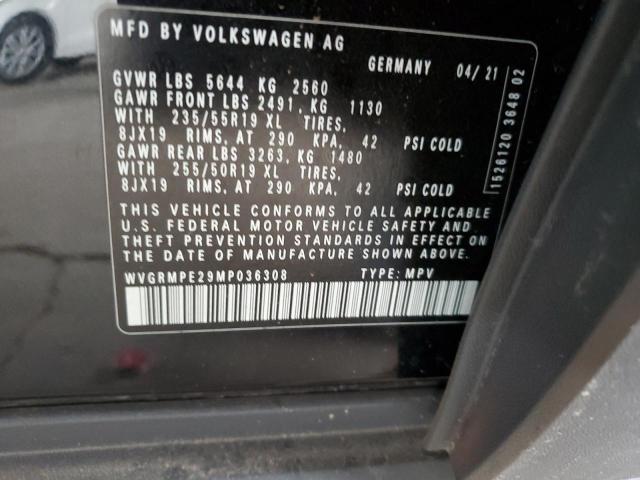 MFD BY VOLKSWAGEN AG
GERMANY 04/21
GVWR LBS 5644 KG 2560
GAWR FRONT LBS 2491, KG 1130
WITH 235/55R19 XL TIRES,
8JX19 RIMS, AT 290 KPA, 42 PSI COLD
GAWR REAR LBS 3263, KG 1480
WITH 255/50R19 XL TIRES,
8JX19 RIMS, AT 290 KPA, 42 PSI COLD
THIS VEHICLE CONFORMS TO ALL APPLICABLE
U.S. FEDERAL MOTOR VEHICLE SAFETY AND
THEFT PREVENTION STANDARDS IN EFFECT ON
THE DATE OF MANUFACTURE SHOWN ABOVE.
WVGRMPE29MP036308 TYPE: MPV
1526120 3648 02